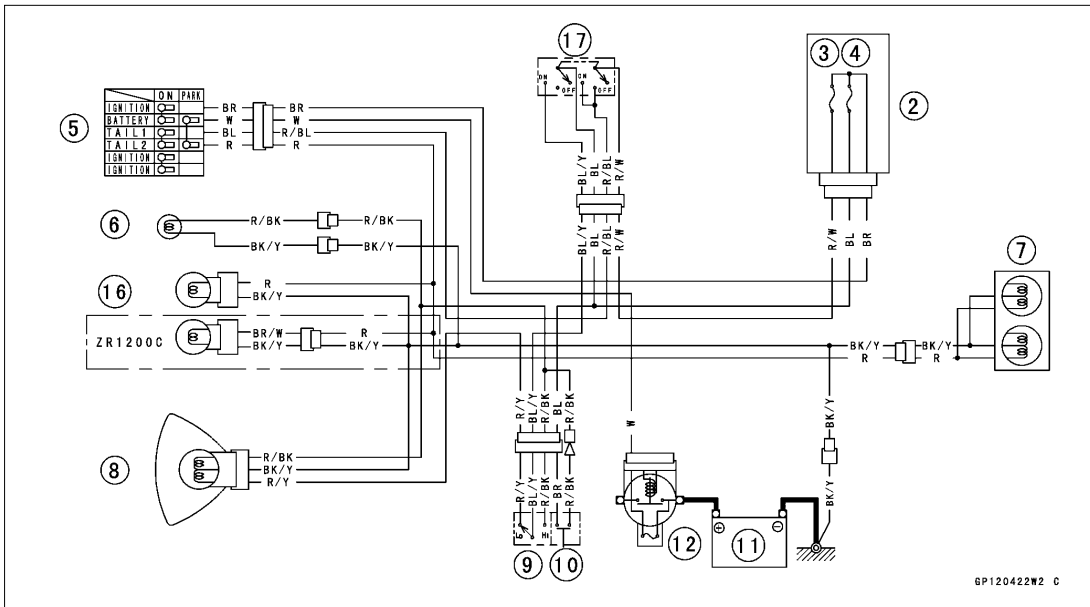 17
ON
OFF
ON
OFF
3
4
2
5
ON PARK
IGNITION
BATTERY
TAIL1
TAIL2
IGNITION
IGNITION
BR BR
W W
BL R/BL
R R
BL/Y BL R/BL R/W
BL/Y BL R/BL R/W
R/W BL BR
6
R/BK R/BK
BK/Y BK/Y
7
16
R
BK/Y
ZR1200C
BR/W R
BK/Y BK/Y
BK/Y BK/Y
R R
R/Y BL/Y R/BK BL R/BK
W
BK/Y
8
R/BK
BK/Y
R/Y
R/Y BL/Y R/BK BR R/BK
BK/Y
Lo Hi
9
10
12
+
11
−
GP120422W2 C